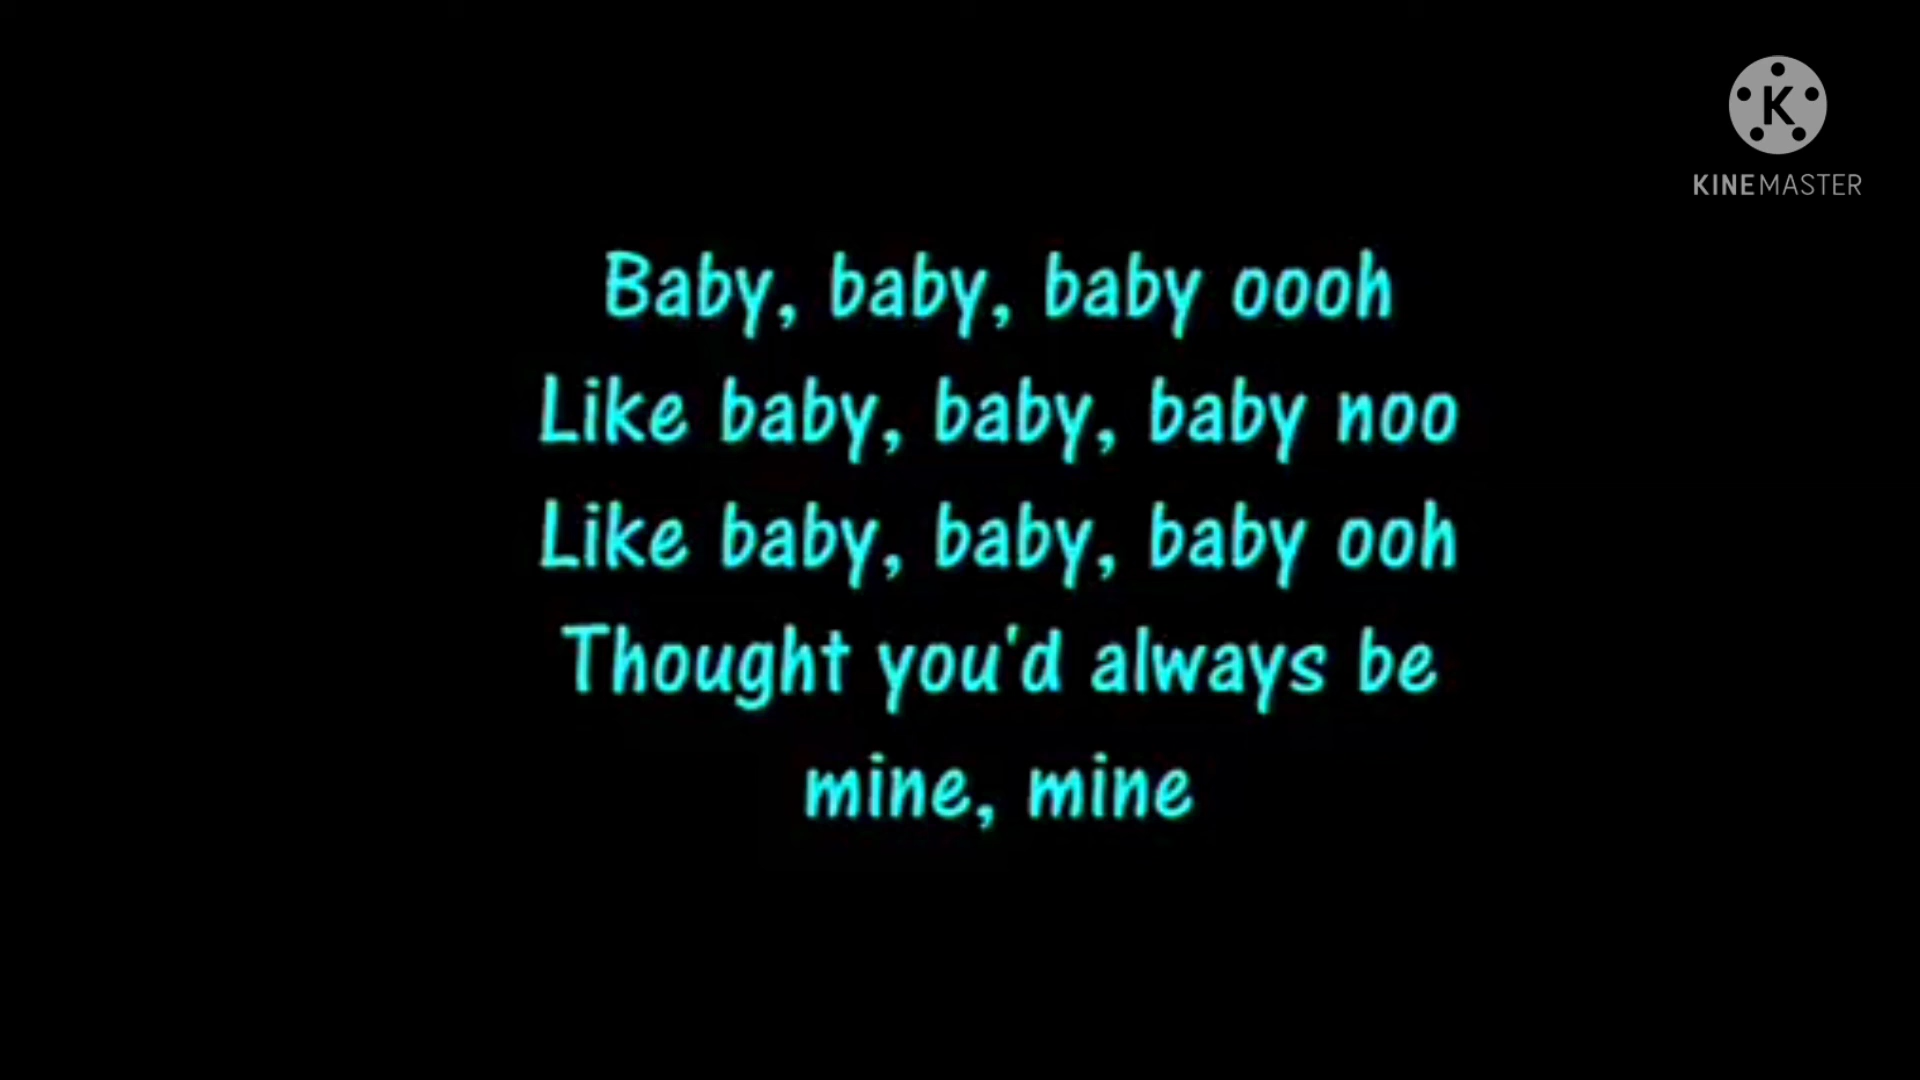 K
KINEMASTER
Baby, baby, baby oooh
Like baby, baby, baby noo
Like baby, baby, baby ooh
Thought you'd always be
mine, mine